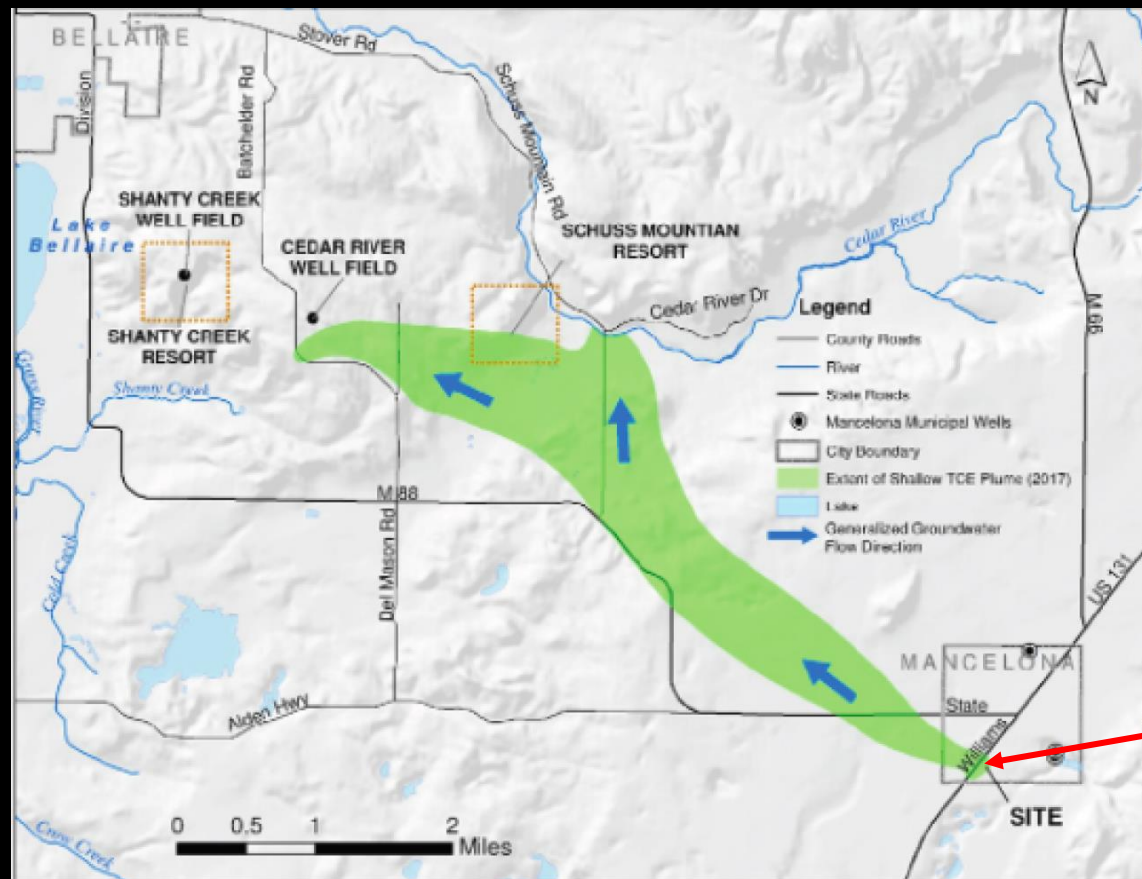 BELLAIRE
Stover Rd
Division
Batchelder Rd
Schuss Mountain Rd
N
SHANTY CREEK
WELL FIELD
Lake
Bellaire
CEDAR RIVER
WELL FIELD
SCHUSS MOUNTIAN
RESORT
Cedar River
M 66
SHANTY CREEK
RESORT
Cedar River Dr
Grass River
Shanty Creek
Legend
County Roads
River
State Roads
Mancelona Municipal Wells
City Boundary
Extent of Shallow TCE Plume (2017)
Lake
Generalized Groundwater
Flow Direction
M 88
Del Mason Rd
Cold Creek
US 131
MANCELONA
Alden Hwy
State
Williams
SITE
Crow Creek
0 0.5 1 2
Miles